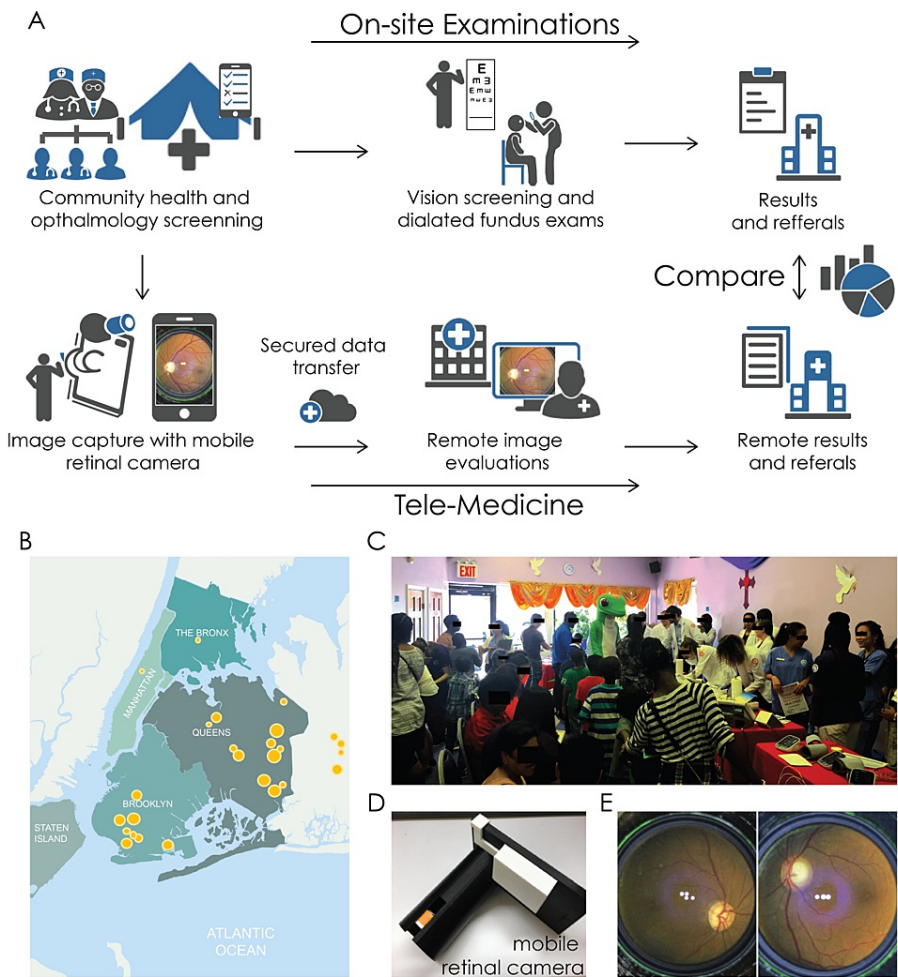 A
On-site Examinations
E
m 3
E m w
m w E 3
Community health and
opthalmology screenning
Vision screening and
dialated fundus exams
Results
and refferals
Compare
Secured data
transfer
Image capture with mobile
retinal camera
Remote image
evaluations
Remote results
and referals
Tele-Medicine
B
THE BRONX
MANHATTAN
QUEENS
BROOKLYN
STATEN
ISLAND
ATLANTIC
OCEAN
C
EXIT
D
mobile
retinal camera
E